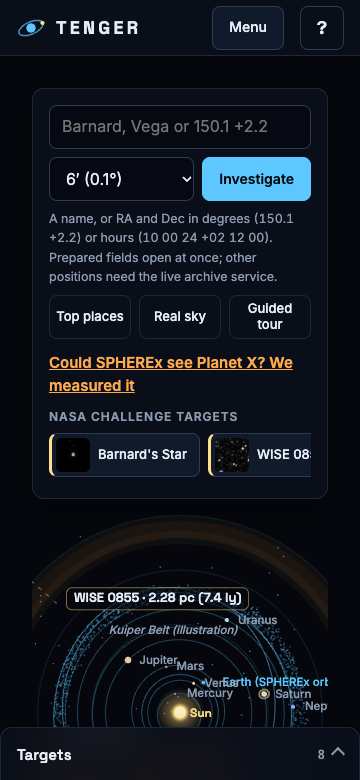 TENGER
Menu
?
Barnard, Vega or 150.1 +2.2
6′ (0.1°)
Investigate
A name, or RA and Dec in degrees (150.1
+2.2) or hours (10 00 24 +02 12 00).
Prepared fields open at once; other
positions need the live archive service.
Top places
Real sky
Guided
tour
Could SPHEREx see Planet X? We
measured it
NASA CHALLENGE TARGETS
Barnard's Star
WISE 08
WISE 0855 · 2.28 pc (7.4 ly)
Uranus
Kuiper Belt (illustration)
Jupiter
Mars
Venus
Earth (SPHEREx orb
Mercury
Saturn
Sun
Nep
Targets
8